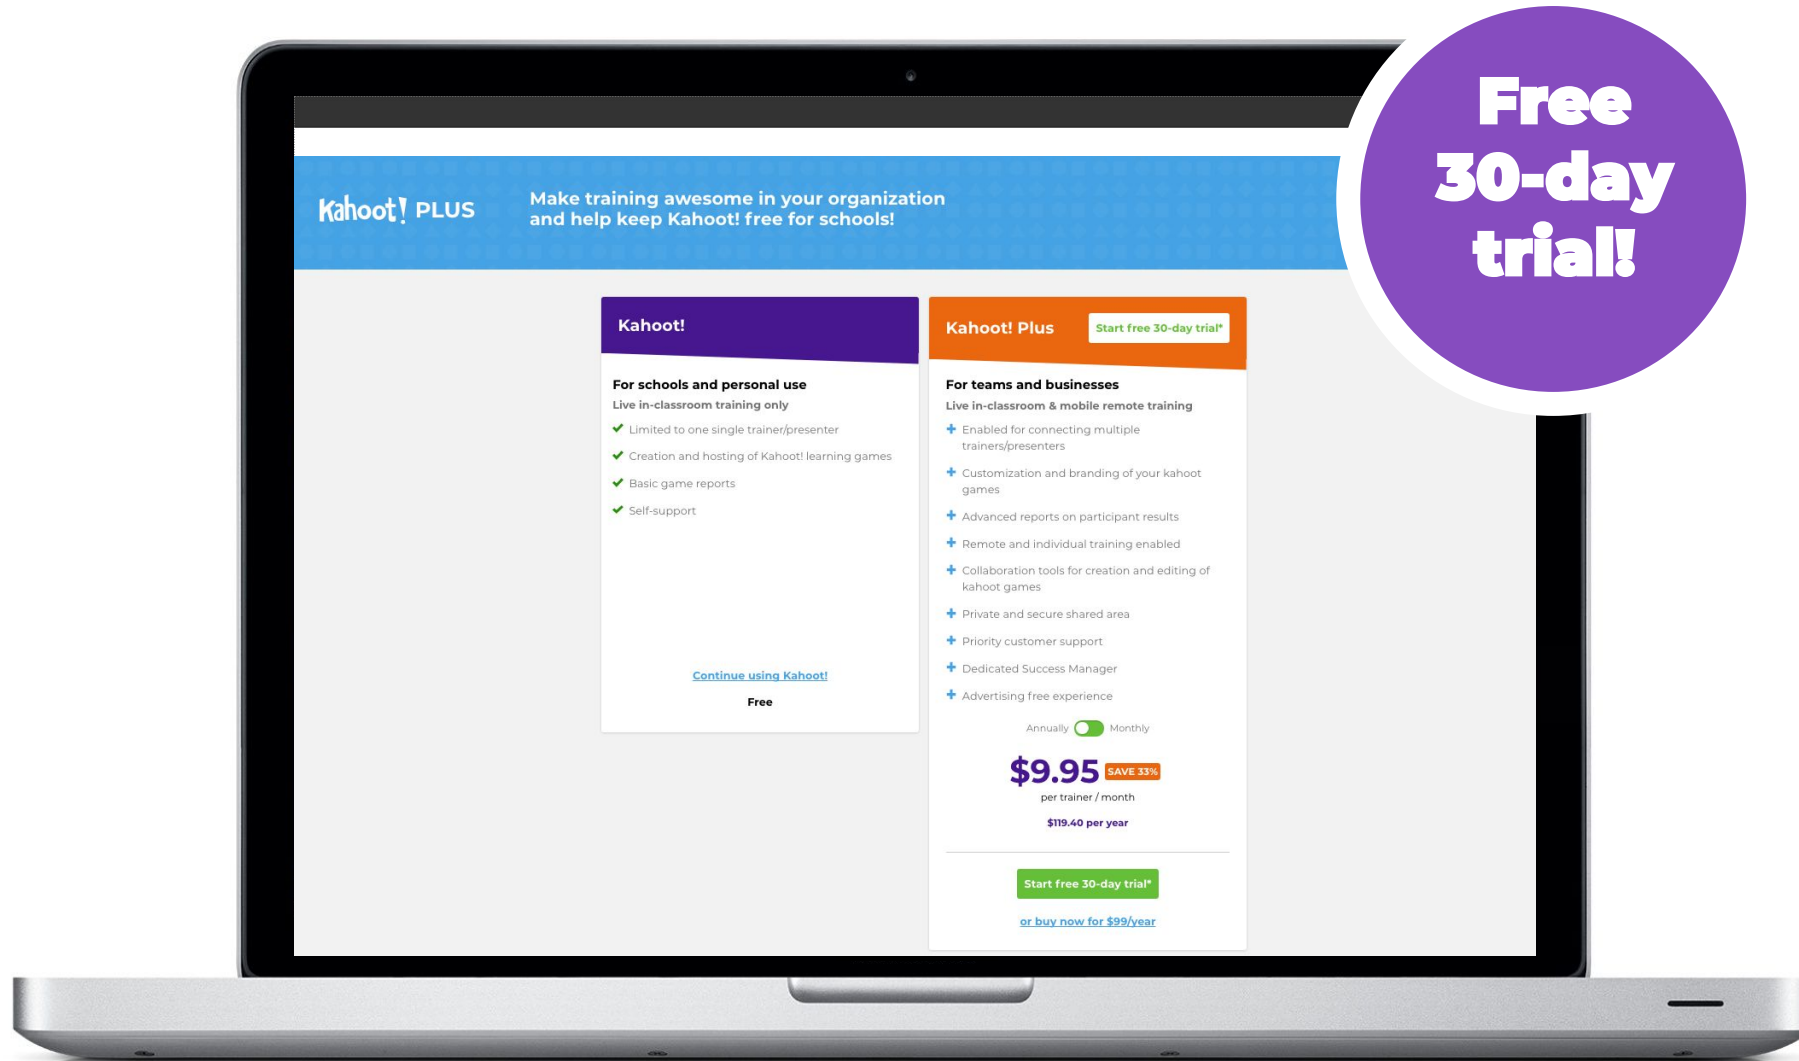 Free
30-day
trial!
Kahoot! PLUS
Make training awesome in your organization
and help keep Kahoot! free for schools!
Kahoot!
For schools and personal use
Live in-classroom training only
Limited to one single trainer/presenter
Creation and hosting of Kahoot! learning games
Basic game reports
Self-support
Continue using Kahoot!
Free
Kahoot! Plus
Start free 30-day trial*
For teams and businesses
Live in-classroom & mobile remote training
Enabled for connecting multiple
trainers/presenters
Customization and branding of your kahoot
games
Advanced reports on participant results
Remote and individual training enabled
Collaboration tools for creation and editing of
kahoot games
Private and secure shared area
Priority customer support
Dedicated Success Manager
Advertising free experience
Annually Monthly
$9.95 SAVE 33%
per trainer / month
$119.40 per year
Start free 30-day trial*
or buy now for $99/year